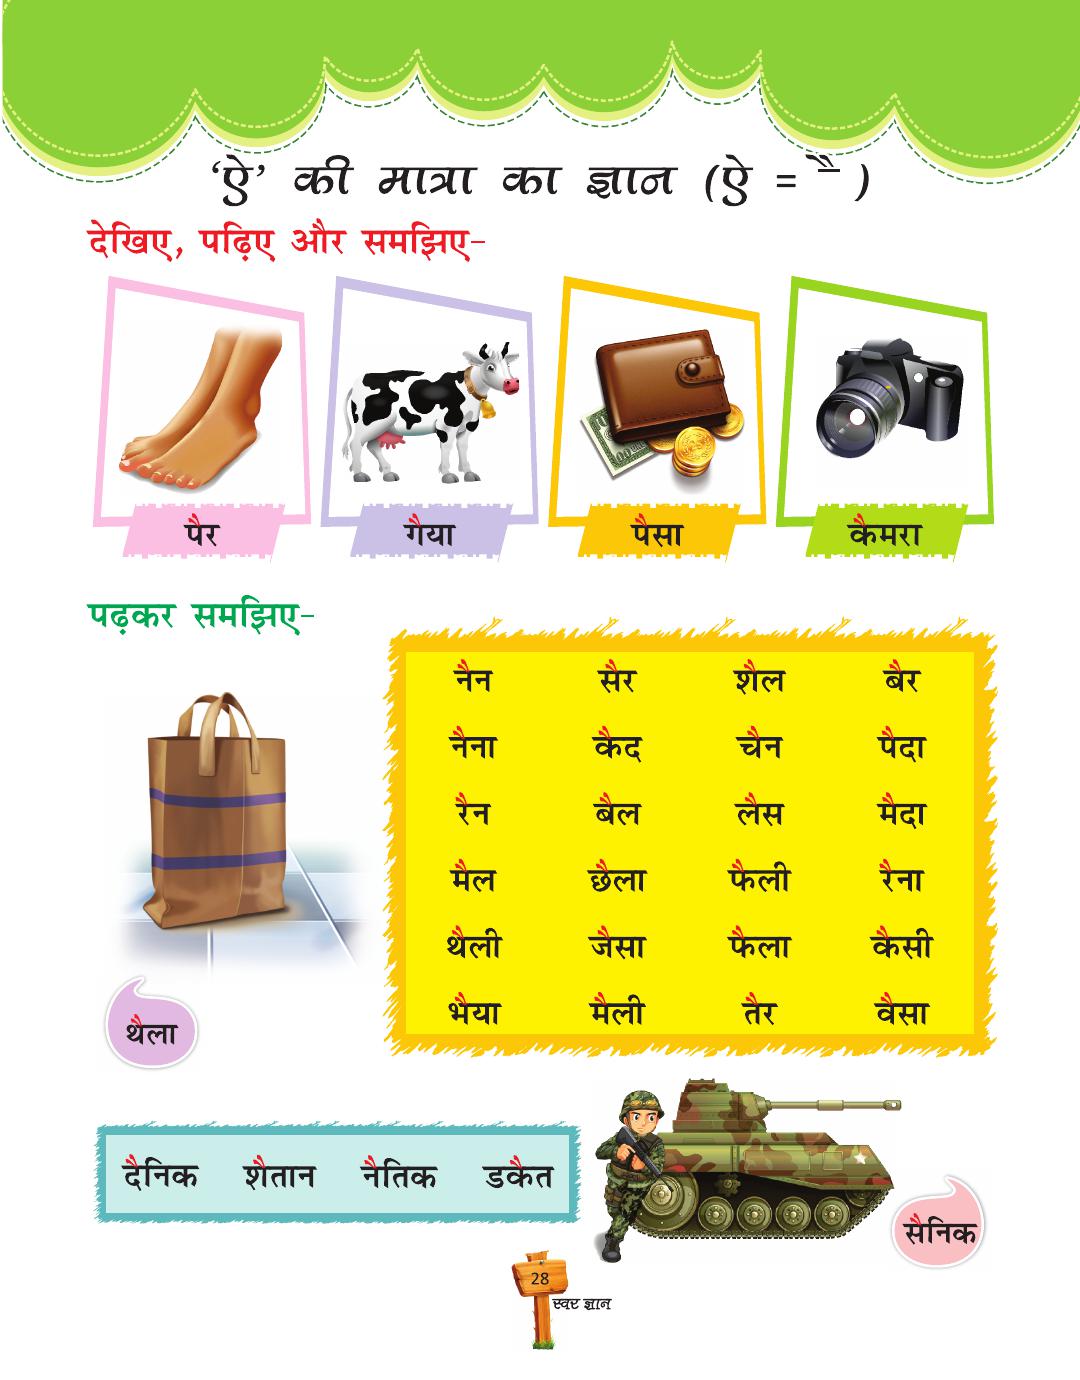 ‘ऐ’ की मात्रा का ज्ञान (ऐ = ै )
देखिए, पढ़िए और समझिए-
पैर गैया पैसा कैमरा
पढ़कर समझिए-
नैन सैर शैल बैर
नैना कैद चैन पैदा
रैन बैल लैस मैदा
मैल छैला फैली रैना
थैली जैसा फैला कैसी
भैया मैली तैर वैसा
थैला
दैनिक शैतान नैतिक डकैत
सैनिक
28
स्वर ज्ञान